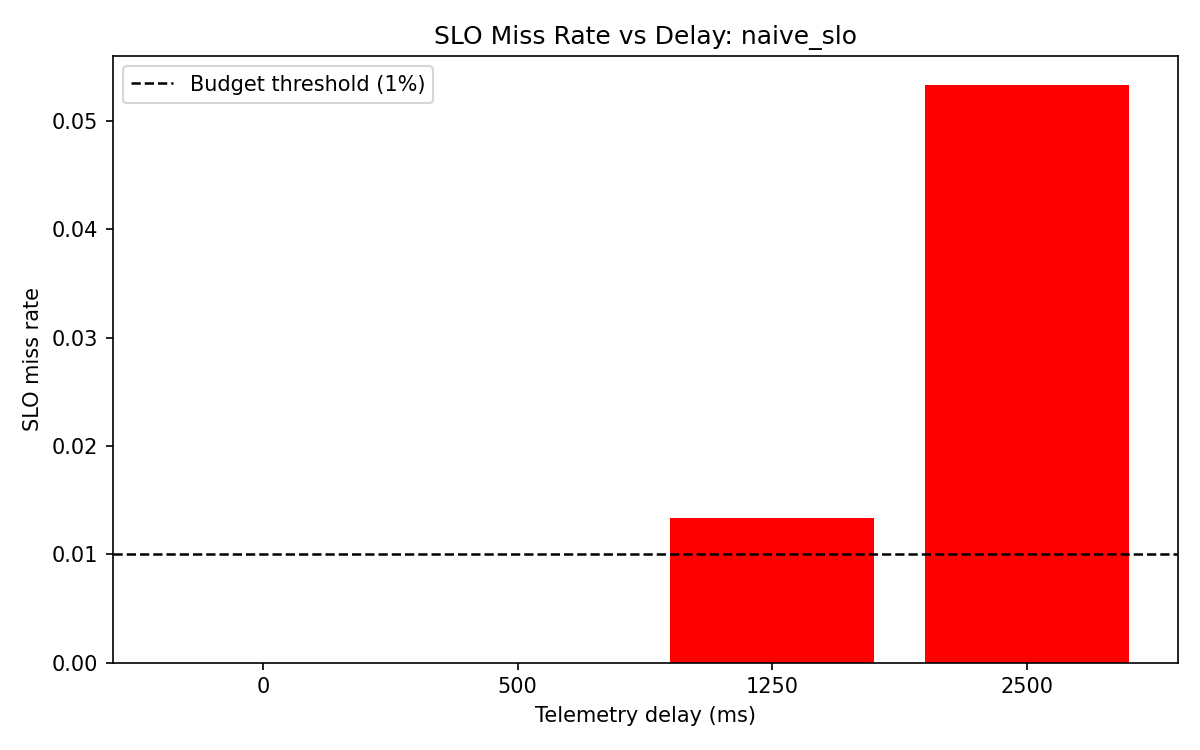 SLO Miss Rate vs Delay: naive_slo
Budget threshold (1%)
0.05
0.04
0.03
0.02
0.01
0.00
SLO miss rate
0 500 1250 2500
Telemetry delay (ms)